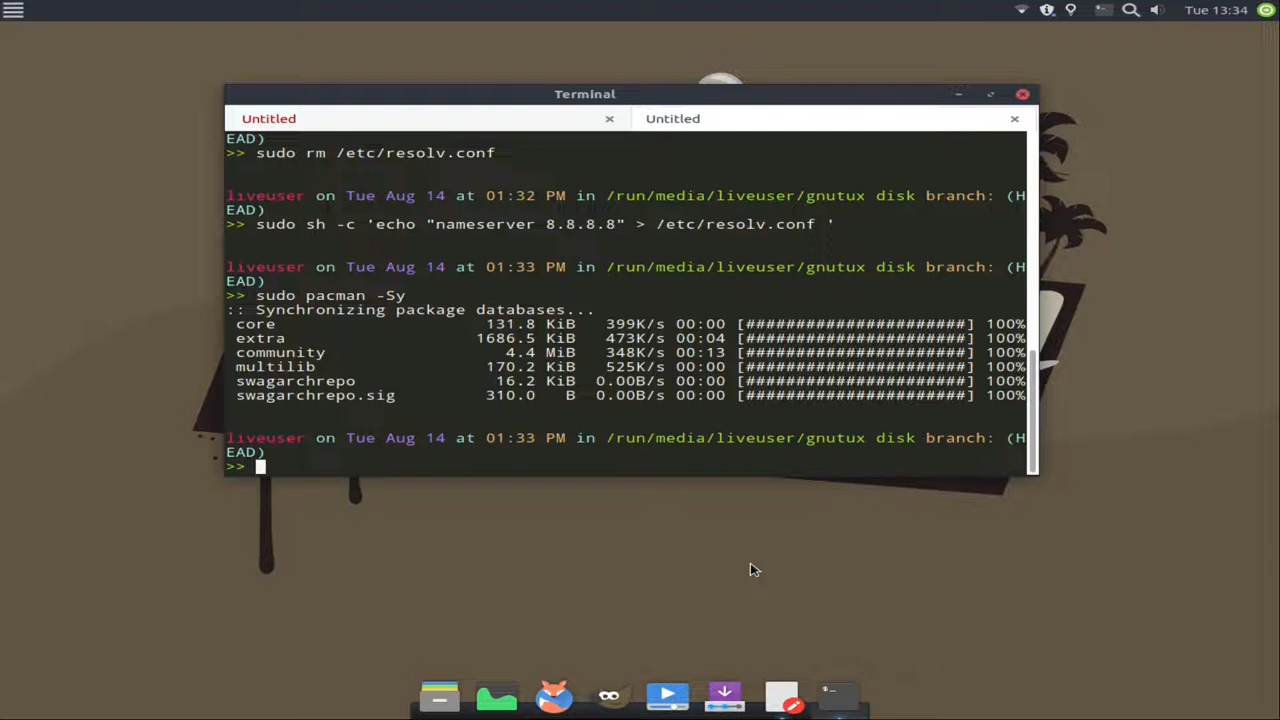 Tue 13:34
Terminal
Untitled
Untitled
EAD)
>> sudo rm /etc/resolv.conf
liveuser on Tue Aug 14 at 01:32 PM in /run/media/liveuser/gnutux disk branch: (H
EAD)
>> sudo sh -c 'echo "nameserver 8.8.8.8" > /etc/resolv.conf '
liveuser on Tue Aug 14 at 01:33 PM in /run/media/liveuser/gnutux disk branch: (H
EAD)
>> sudo pacman -Sy
:: Synchronizing package databases...
core 131.8 KiB 399K/s 00:00 [######################] 100%
extra 1686.5 KiB 473K/s 00:04 [######################] 100%
community 4.4 MiB 348K/s 00:13 [######################] 100%
multilib 170.2 KiB 525K/s 00:00 [######################] 100%
swagarchrepo 16.2 KiB 0.00B/s 00:00 [######################] 100%
swagarchrepo.sig 310.0 B 0.00B/s 00:00 [######################] 100%
liveuser on Tue Aug 14 at 01:33 PM in /run/media/liveuser/gnutux disk branch: (H
EAD)
>>